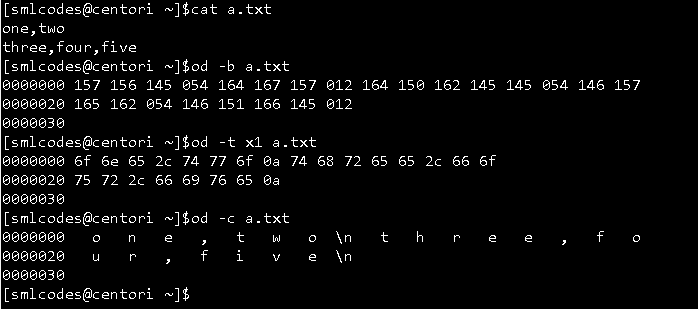 [smlcodes@centori ~]$cat a.txt
one,two
three,four,five
[smlcodes@centori ~]$od -b a.txt
0000000 157 156 145 054 164 167 157 012 164 150 162 145 145 054 146 157
0000020 165 162 054 146 151 166 145 012
0000030
[smlcodes@centori ~]$od -t x1 a.txt
0000000 6f 6e 65 2c 74 77 6f 0a 74 68 72 65 65 2c 66 6f
0000020 75 72 2c 66 69 76 65 0a
0000030
[smlcodes@centori ~]$od -c a.txt
0000000   o   n   e   ,   t   w   o  \n   t   h   r   e   e   ,   f   o
0000020   u   r   ,   f   i   v   e  \n
0000030
[smlcodes@centori ~]$